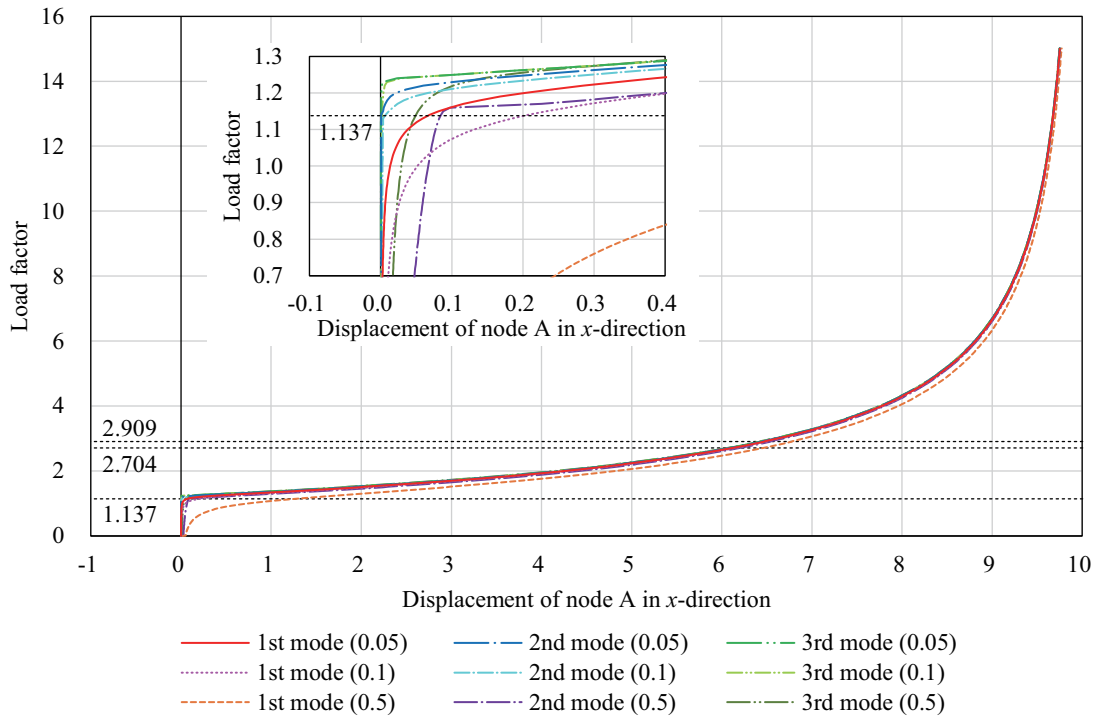 16
14
12
10
8
6
4
2
0
Load factor
2.909
2.704
1.137
-1
0
1
2
3
4
5
6
7
8
9
10
Displacement of node A in x-direction
1.3
1.2
1.1
1.0
0.9
0.8
0.7
1.137
Load factor
-0.1
0.0
0.1
0.2
0.3
0.4
Displacement of node A in x-direction
1st mode (0.05)
2nd mode (0.05)
3rd mode (0.05)
1st mode (0.1)
2nd mode (0.1)
3rd mode (0.1)
1st mode (0.5)
2nd mode (0.5)
3rd mode (0.5)